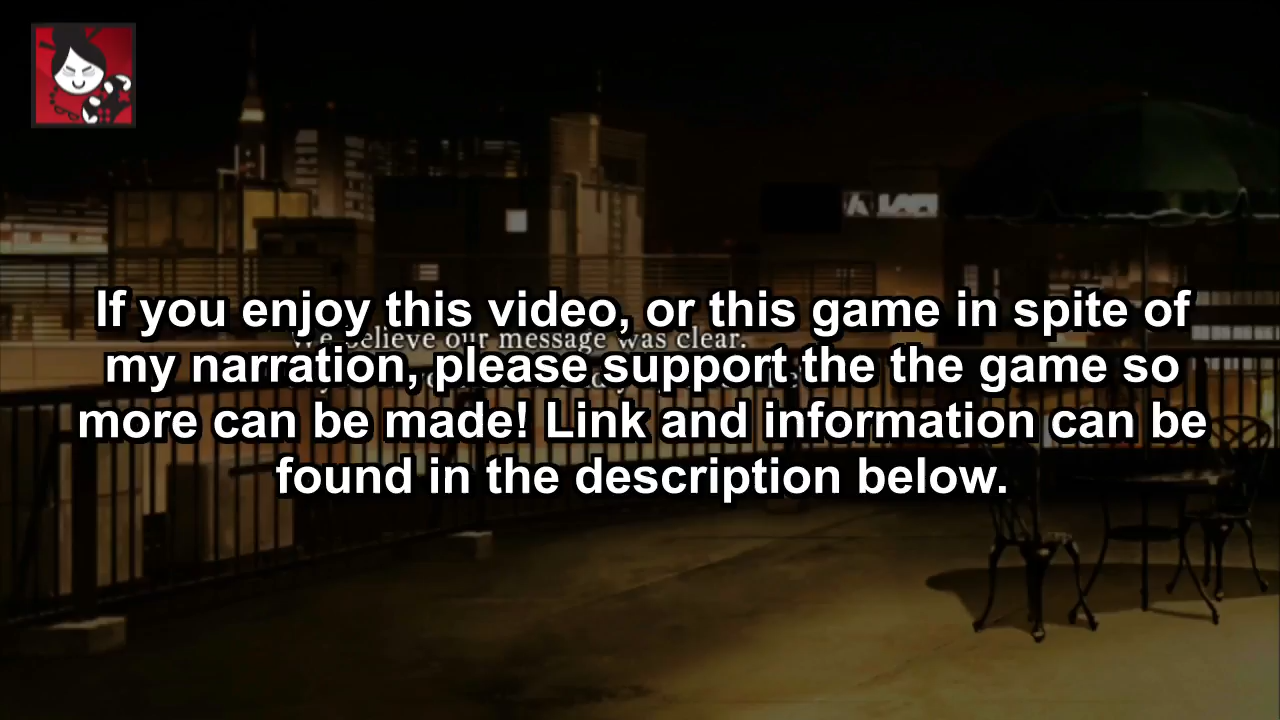 If you enjoy this video, or this game in spite of
We believe our message was clear.
my narration, please support the the game so
more can be made! Link and information can be
found in the description below.